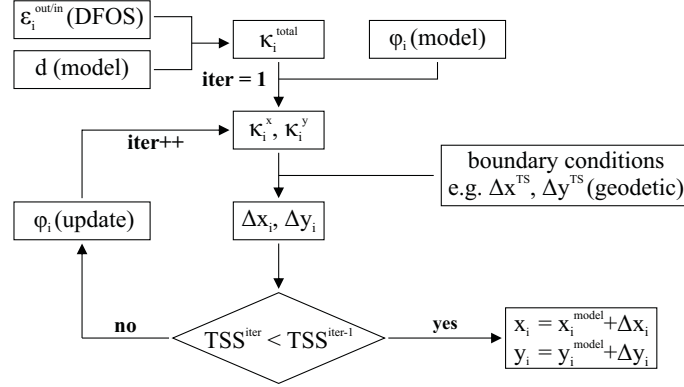 ε_i^out/in (DFOS)
d (model)
κ_i^total
φ_i (model)
iter = 1
κ_i^x, κ_i^y
iter++
boundary conditions
e.g. Δx^TS, Δy^TS (geodetic)
φ_i (update)
Δx_i, Δy_i
no
TSS^iter < TSS^iter-1
yes
x_i = x_i^model+Δx_i
y_i = y_i^model+Δy_i